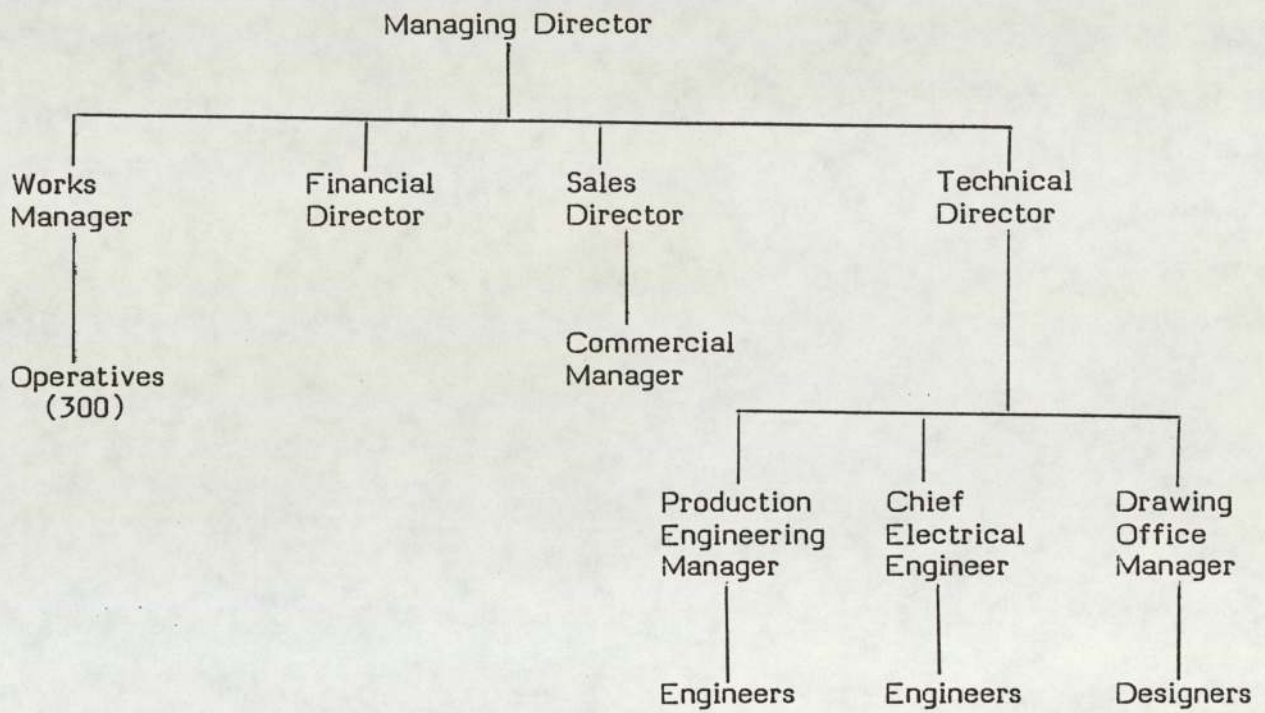 Managing Director
Works
Manager
Financial
Director
Sales
Director
Technical
Director
Operatives
(300)
Commercial
Manager
Production
Engineering
Manager
Chief
Electrical
Engineer
Drawing
Office
Manager
Engineers
Engineers
Designers